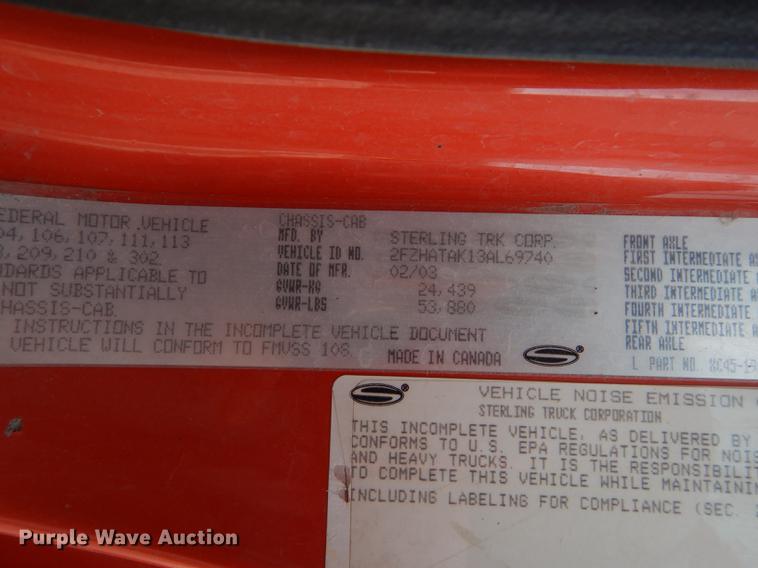 EDERAL MOTOR VEHICLE
04, 106, 107, 111, 113
209, 210 & 302
NDARDS APPLICABLE TO
NOT SUBSTANTIALLY
CHASSIS-CAB.
INSTRUCTIONS IN THE INCOMPLETE VEHICLE DOCUMENT
VEHICLE WILL CONFORM TO FMVSS 108
CHASSIS-CAB
MFD. BY STERLING TRK CORP.
VEHICLE ID NO. 2FZHATAK13AL69740
DATE OF MFR. 02/03
GVWR-KG 24,439
GVWR-LBS 53,880
MADE IN CANADA
S®
FRONT AXLE
FIRST INTERMEDIATE A
SECOND INTERMEDIATE
THIRD INTERMEDIATE A
FOURTH INTERMEDIATE
FIFTH INTERMEDIATE A
REAR AXLE
L PART NO. XC45-
S® VEHICLE NOISE EMISSION
STERLING TRUCK CORPORATION
THIS INCOMPLETE VEHICLE, AS DELIVERED BY
CONFORMS TO U.S. EPA REGULATIONS FOR NOIS
AND HEAVY TRUCKS. IT IS THE RESPONSIBILIT
TO COMPLETE THIS VEHICLE WHILE MAINTAININ
INCLUDING LABELING FOR COMPLIANCE (SEC.
Purple Wave Auction